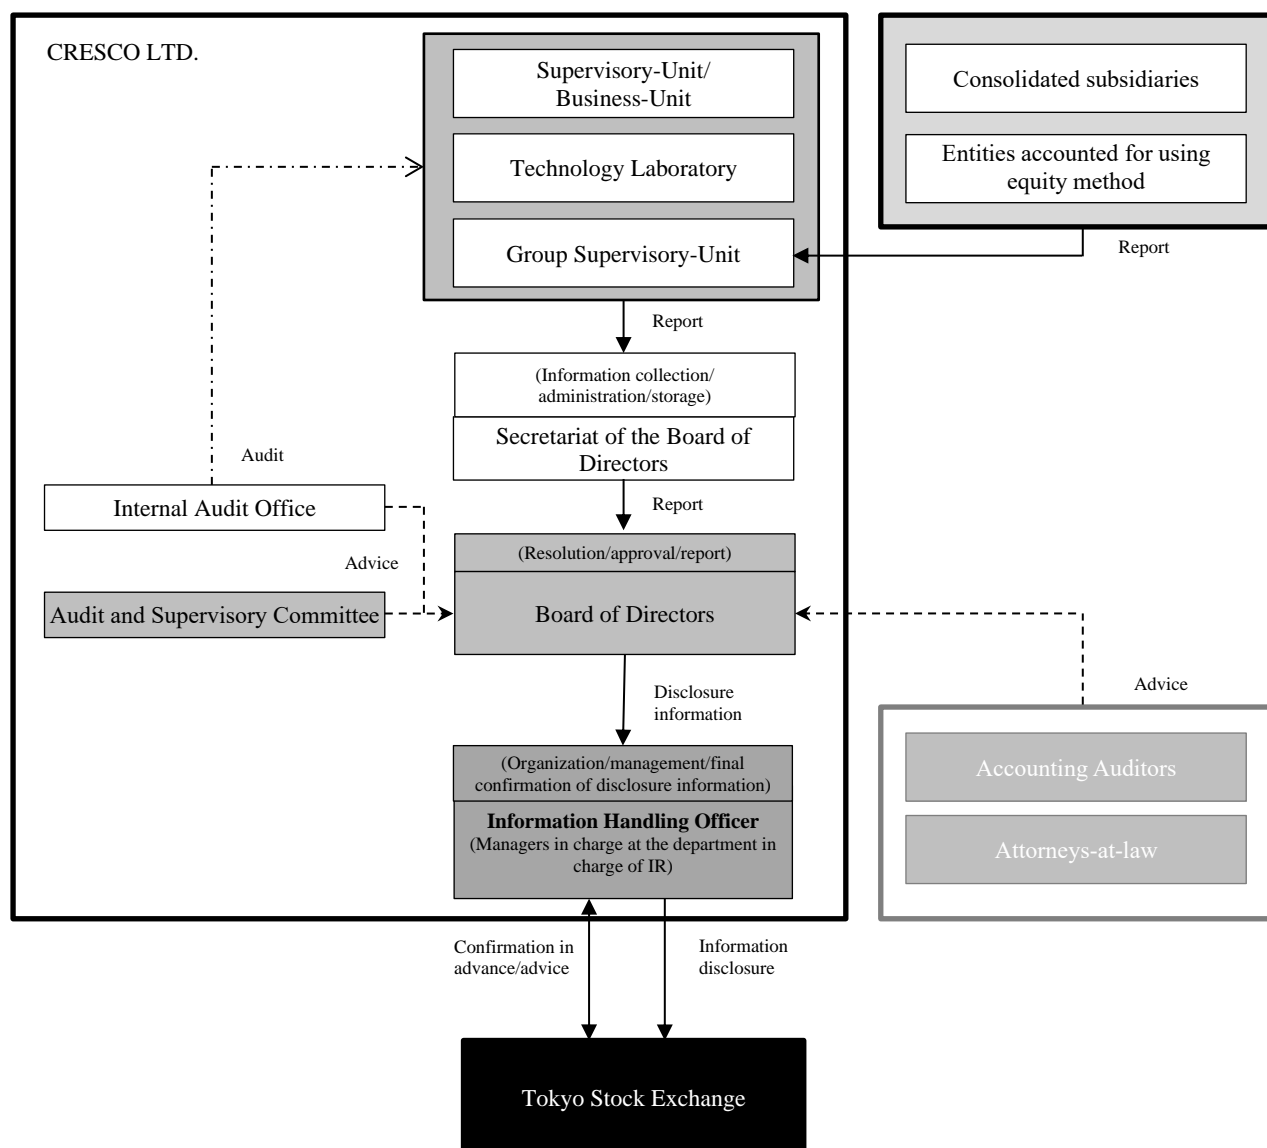 CRESCO LTD.
Supervisory-Unit/
Business-Unit
Technology Laboratory
Group Supervisory-Unit
Consolidated subsidiaries
Entities accounted for using
equity method
Report
Report
(Information collection/
administration/storage)
Secretariat of the Board of
Directors
Audit
Internal Audit Office
Report
Advice
Audit and Supervisory Committee
(Resolution/approval/report)
Board of Directors
Advice
Disclosure
information
Accounting Auditors
Attorneys-at-law
(Organization/management/final
confirmation of disclosure information)
Information Handling Officer
(Managers in charge at the department in
charge of IR)
Confirmation in
advance/advice
Information
disclosure
Tokyo Stock Exchange